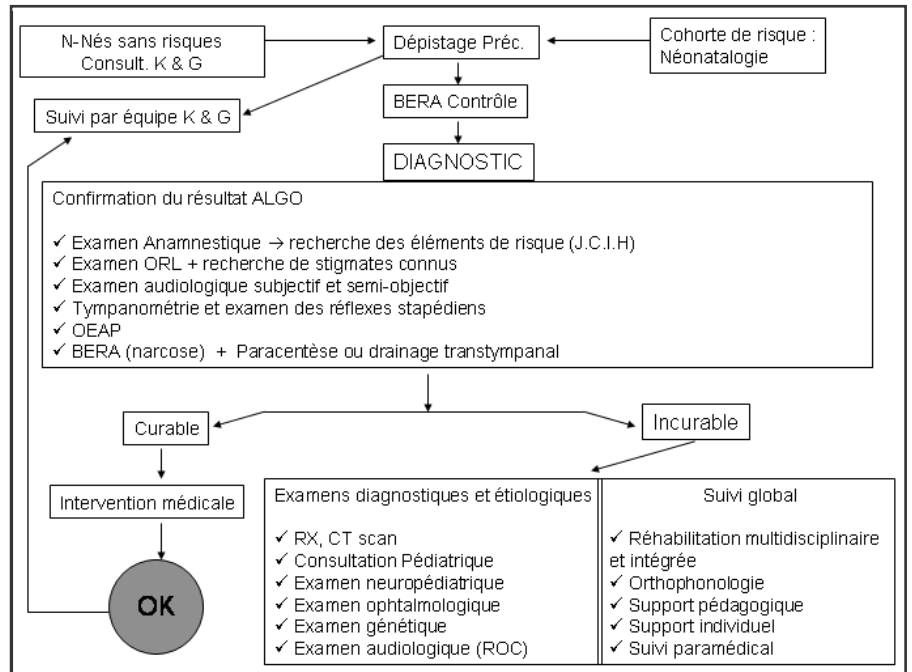 N-Nés sans risques
Consult. K & G
Dépistage Préc.
Cohorte de risque :
Néonatalogie
Suivi par équipe K & G
BERA Contrôle
DIAGNOSTIC
Confirmation du résultat ALGO
✓ Examen Anamnestique → recherche des éléments de risque (J.C.I.H)
✓ Examen ORL + recherche de stigmates connus
✓ Examen audiologique subjectif et semi-objectif
✓ Tympanométrie et examen des réflexes stapédiens
✓ OEAP
✓ BERA (narcose) + Paracentèse ou drainage transtympanal
Curable
Incurable
Intervention médicale
OK
Examens diagnostiques et étiologiques
✓ RX, CT scan
✓ Consultation Pédiatrique
✓ Examen neuropédiatrique
✓ Examen ophtalmologique
✓ Examen génétique
✓ Examen audiologique (ROC)
Suivi global
✓ Réhabilitation multidisciplinaire
et intégrée
✓ Orthophonologie
✓ Support pédagogique
✓ Support individuel
✓ Suivi paramédical